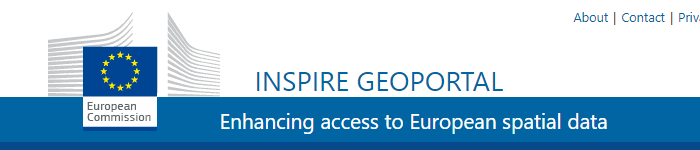 About | Contact |
INSPIRE GEOPORTAL
European
Commission
Enhancing access to European spatial data